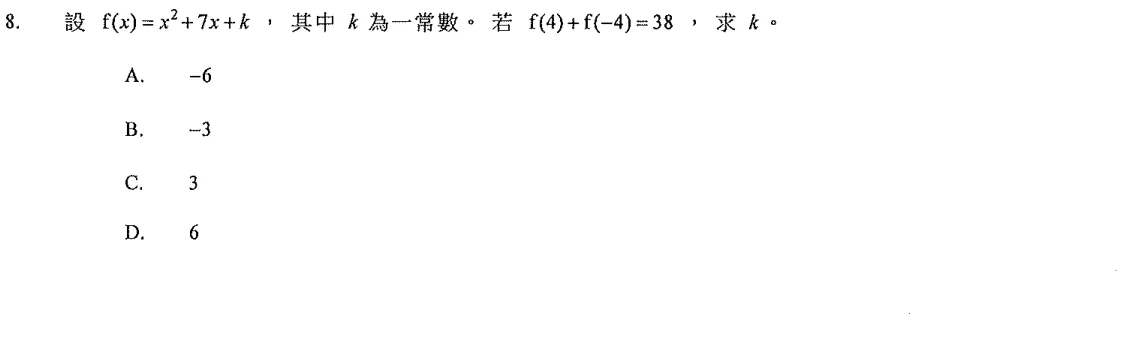 8. 設 f(x) = x² + 7x + k ， 其中 k 為一常數。 若 f(4) + f(−4) = 38 ， 求 k 。
A. −6
B. −3
C. 3
D. 6